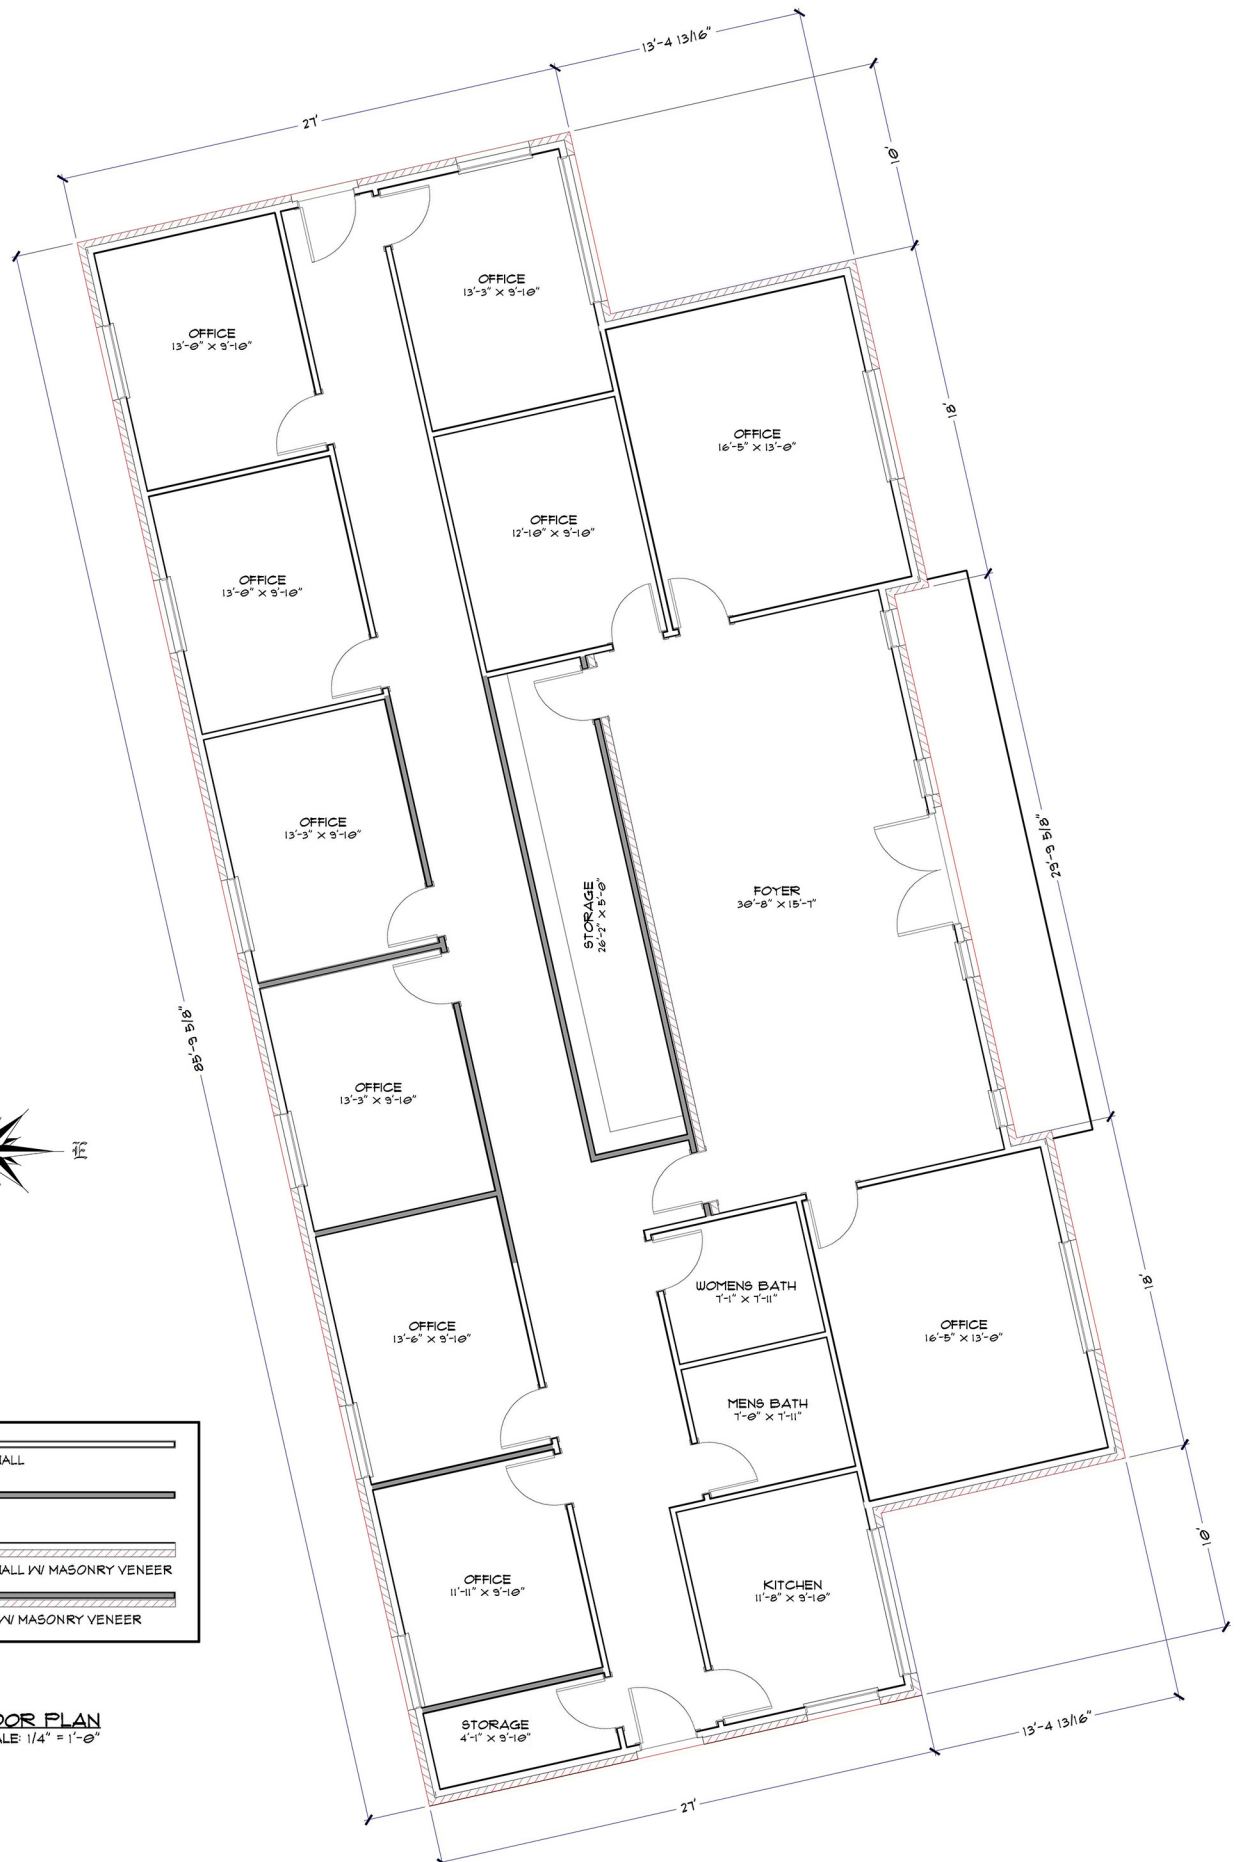 13'-4 13/16"
27'
10'
OFFICE
13'-3" X 9'-10"
OFFICE
13'-0" X 9'-10"
18'
OFFICE
16'-5" X 13'-0"
OFFICE
12'-10" X 9'-10"
OFFICE
13'-0" X 9'-10"
OFFICE
13'-3" X 9'-10"
29'-9 5/8"
FOYER
30'-8" X 15'-7"
STORAGE
26'-2" X 5'-0"
85'-9 5/8"
OFFICE
13'-3" X 9'-10"
E
WOMENS BATH
7'-1" X 7'-11"
18'
OFFICE
13'-6" X 9'-10"
OFFICE
16'-5" X 13'-0"
MENS BATH
7'-0" X 7'-11"
ALL W/ MASONRY VENEER
W/ MASONRY VENEER
OFFICE
11'-11" X 9'-10"
KITCHEN
11'-8" X 9'-10"
10'
OOR PLAN
ALE: 1/4" = 1'-0"
STORAGE
4'-1" X 9'-10"
13'-4 13/16"
27'